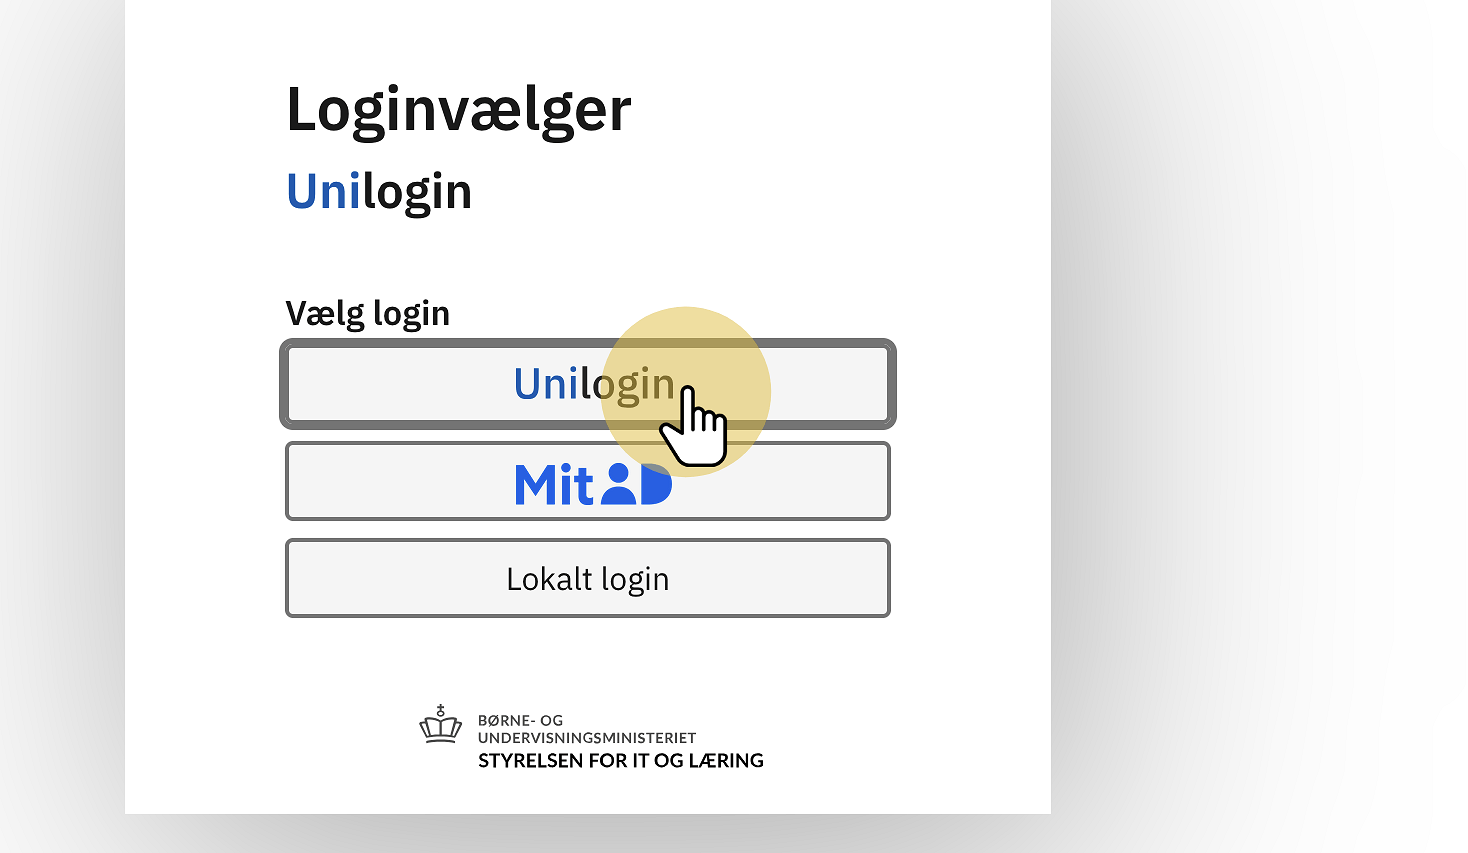 Loginvælger
Unilogin
Vælg login
Unilogin
MitID
Lokalt login
BØRNE- OG
UNDERVISNINGSMINISTERIET
STYRELSEN FOR IT OG LÆRING